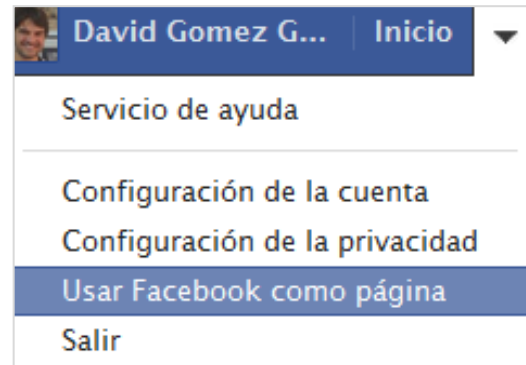 David Gomez G... Inicio
Servicio de ayuda
Configuración de la cuenta
Configuración de la privacidad
Usar Facebook como página
Salir